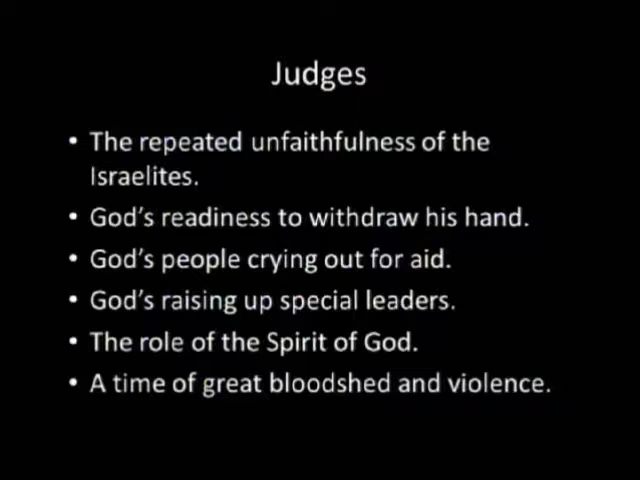 Judges
• The repeated unfaithfulness of the
Israelites.
• God's readiness to withdraw his hand.
• God's people crying out for aid.
• God's raising up special leaders.
• The role of the Spirit of God.
• A time of great bloodshed and violence.